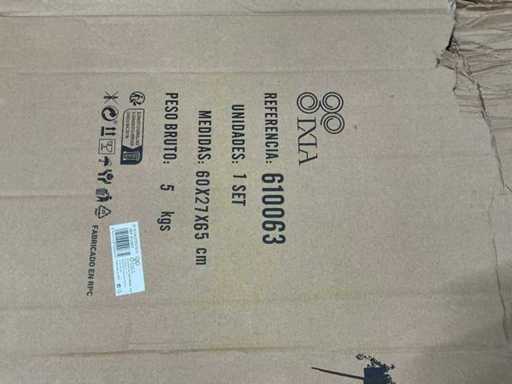 IXIA
REFERENCIA: 610063
UNIDADES: 1 SET
MEDIDAS: 60X27X65 cm
PESO BRUTO: 5 kgs
FABRICADO EN RPC